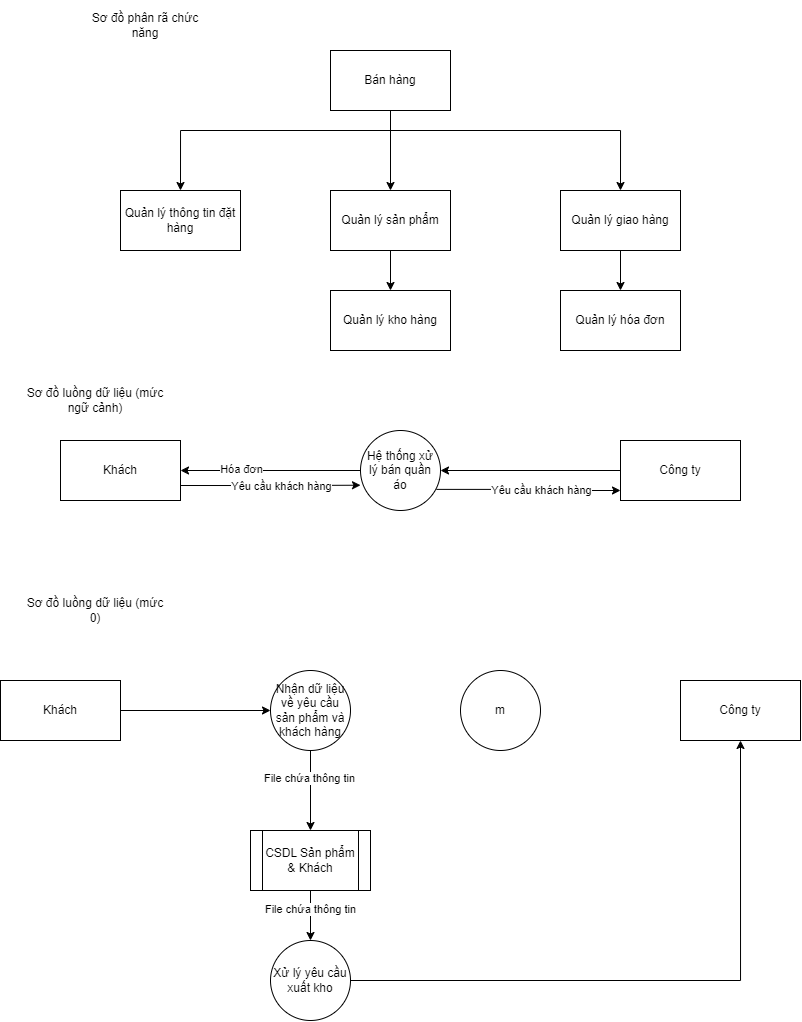 Sơ đồ phân rã chức
năng
Bán hàng
Quản lý thông tin đặt
hàng
Quản lý sản phẩm
Quản lý giao hàng
Quản lý kho hàng
Quản lý hóa đơn
Sơ đồ luồng dữ liệu (mức
ngữ cảnh)
Khách
Hóa đơn
Yêu cầu khách hàng
Hệ thống xử
lý bán quần
áo
Yêu cầu khách hàng
Công ty
Sơ đồ luồng dữ liệu (mức
0)
Khách
Nhận dữ liệu
về yêu cầu
sản phẩm và
khách hàng
m
Công ty
File chứa thông tin
CSDL Sản phẩm
& Khách
File chứa thông tin
Xử lý yêu cầu
xuất kho